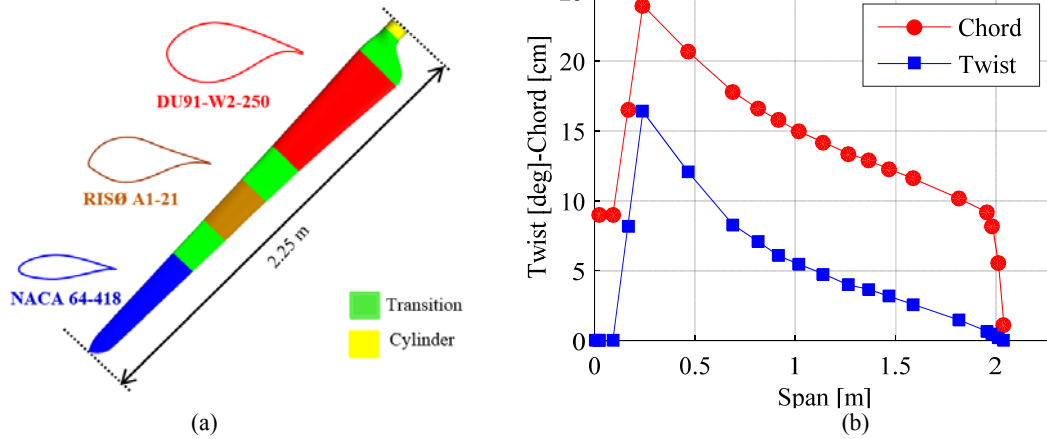 DU91-W2-250
RISØ A1-21
NACA 64-418
2.25 m
Transition
Cylinder
(a)
Twist [deg]-Chord [cm]
20
15
10
5
0
0 0.5 1 1.5 2
Span [m]
Chord
Twist
(b)